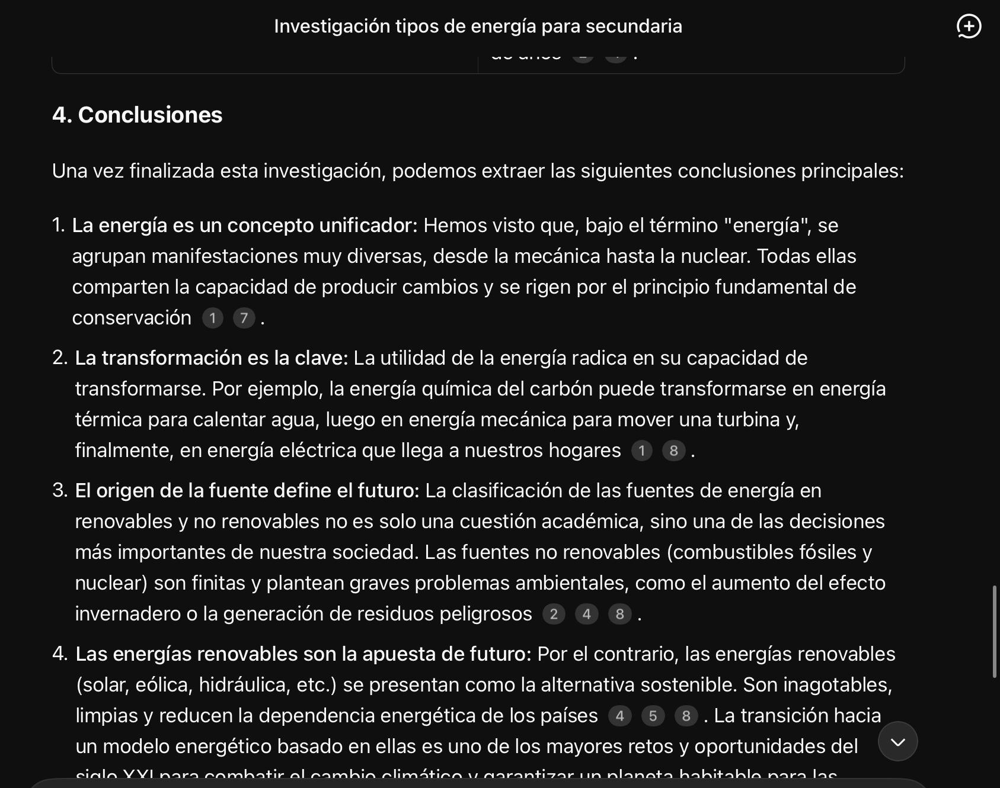 Investigación tipos de energía para secundaria
de años 2 4 .
4. Conclusiones
Una vez finalizada esta investigación, podemos extraer las siguientes conclusiones principales:
1. La energía es un concepto unificador: Hemos visto que, bajo el término "energía", se
agrupan manifestaciones muy diversas, desde la mecánica hasta la nuclear. Todas ellas
comparten la capacidad de producir cambios y se rigen por el principio fundamental de
conservación 1 7 .
2. La transformación es la clave: La utilidad de la energía radica en su capacidad de
transformarse. Por ejemplo, la energía química del carbón puede transformarse en energía
térmica para calentar agua, luego en energía mecánica para mover una turbina y,
finalmente, en energía eléctrica que llega a nuestros hogares 1 8 .
3. El origen de la fuente define el futuro: La clasificación de las fuentes de energía en
renovables y no renovables no es solo una cuestión académica, sino una de las decisiones
más importantes de nuestra sociedad. Las fuentes no renovables (combustibles fósiles y
nuclear) son finitas y plantean graves problemas ambientales, como el aumento del efecto
invernadero o la generación de residuos peligrosos 2 4 8 .
4. Las energías renovables son la apuesta de futuro: Por el contrario, las energías renovables
(solar, eólica, hidráulica, etc.) se presentan como la alternativa sostenible. Son inagotables,
limpias y reducen la dependencia energética de los países 4 5 8 . La transición hacia
un modelo energético basado en ellas es uno de los mayores retos y oportunidades del
siglo XXI para combatir el cambio climático y garantizar un planeta habitable para las